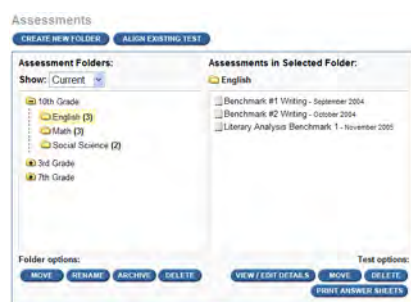 Assessments
CREATE NEW FOLDER ALIGN EXISTING TEST
Assessment Folders:
Show: Current
10th Grade
English (3)
Math (3)
Social Science (2)
3rd Grade
7th Grade
Folder options:
MOVE RENAME ARCHIVE DELETE
Assessments in Selected Folder:
English
Benchmark #1 Writing - September 2004
Benchmark #2 Writing - October 2004
Literary Analysis Benchmark 1 - November 2005
Test options:
VIEW / EDIT DETAILS MOVE DELETE
PRINT ANSWER SHEETS